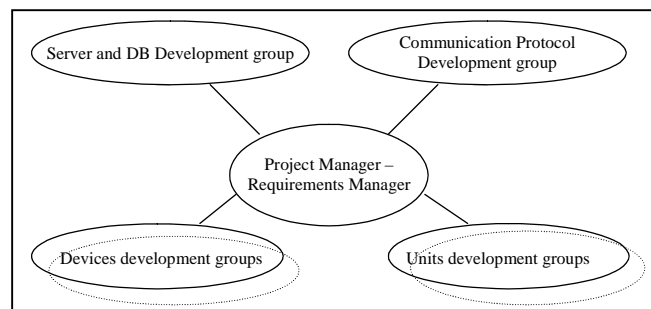 Server and DB Development group
Communication Protocol
Development group
Project Manager –
Requirements Manager
Devices development groups
Units development groups